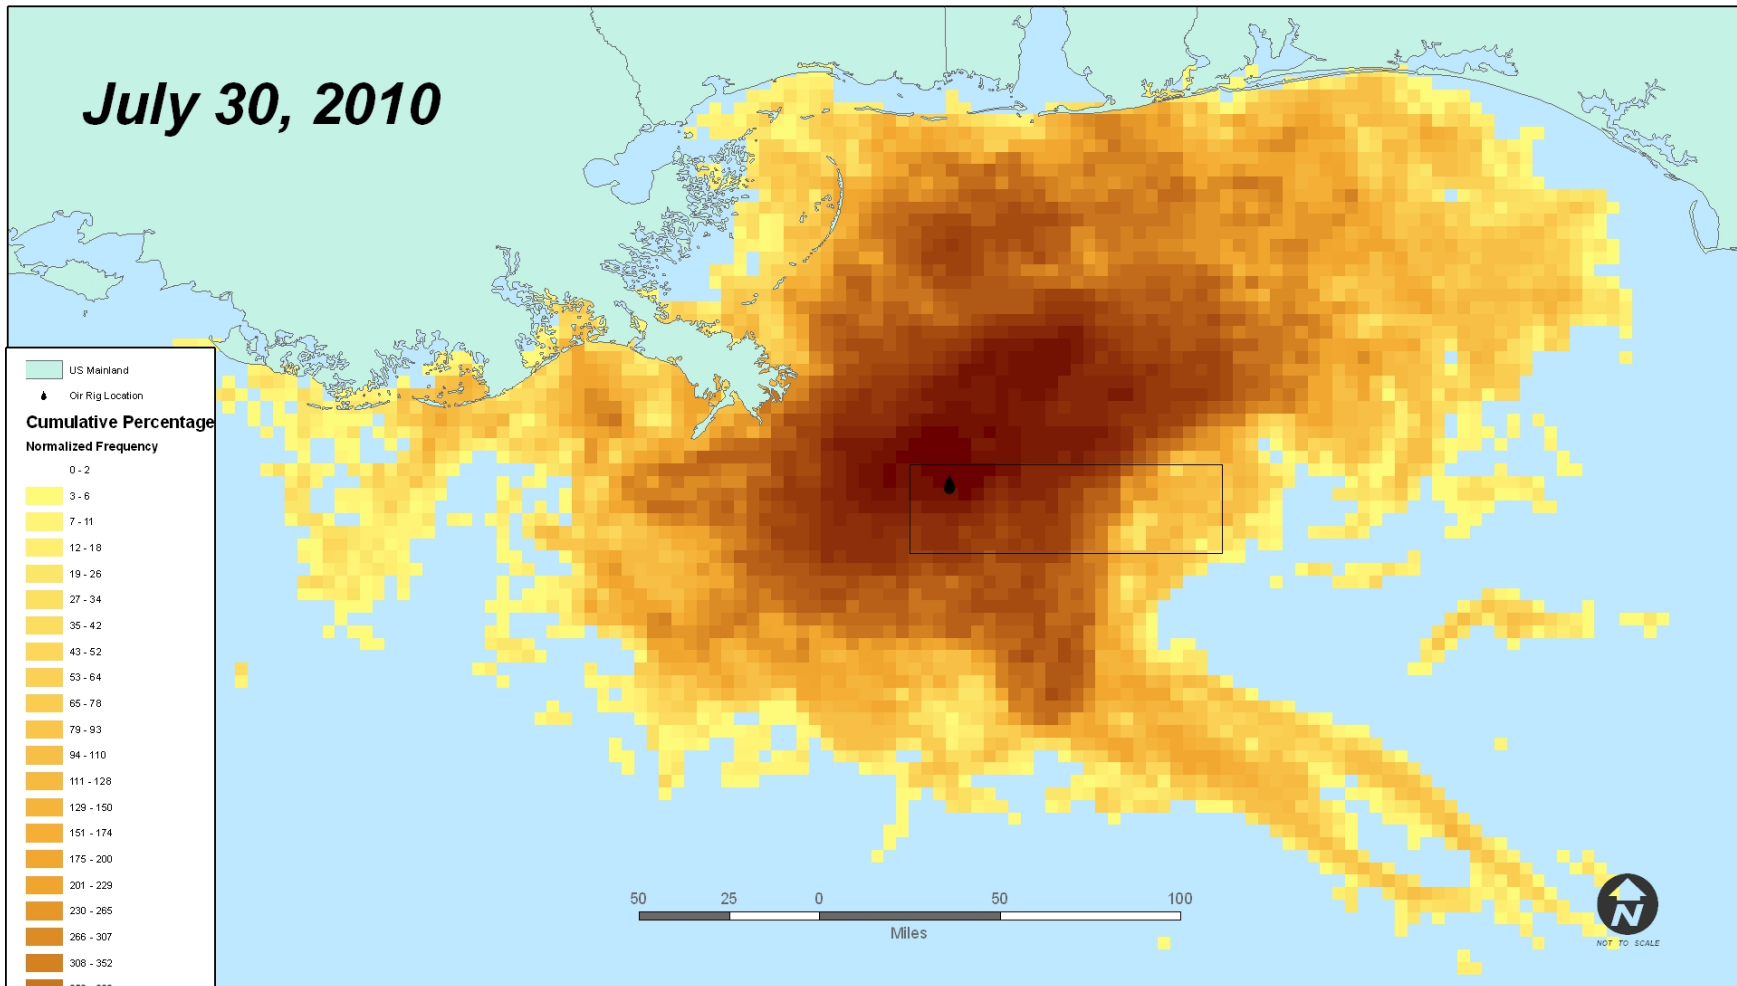 July 30, 2010
US Mainland
Oir Rig Location
Cumulative Percentage
Normalized Frequency
0 - 2
3 - 6
7 - 11
12 - 18
19 - 26
27 - 34
35 - 42
43 - 52
53 - 64
65 - 78
79 - 93
94 - 110
111 - 128
129 - 150
151 - 174
175 - 200
201 - 229
230 - 265
266 - 307
308 - 352
50 25 0 50 100
Miles
N
NOT TO SCALE